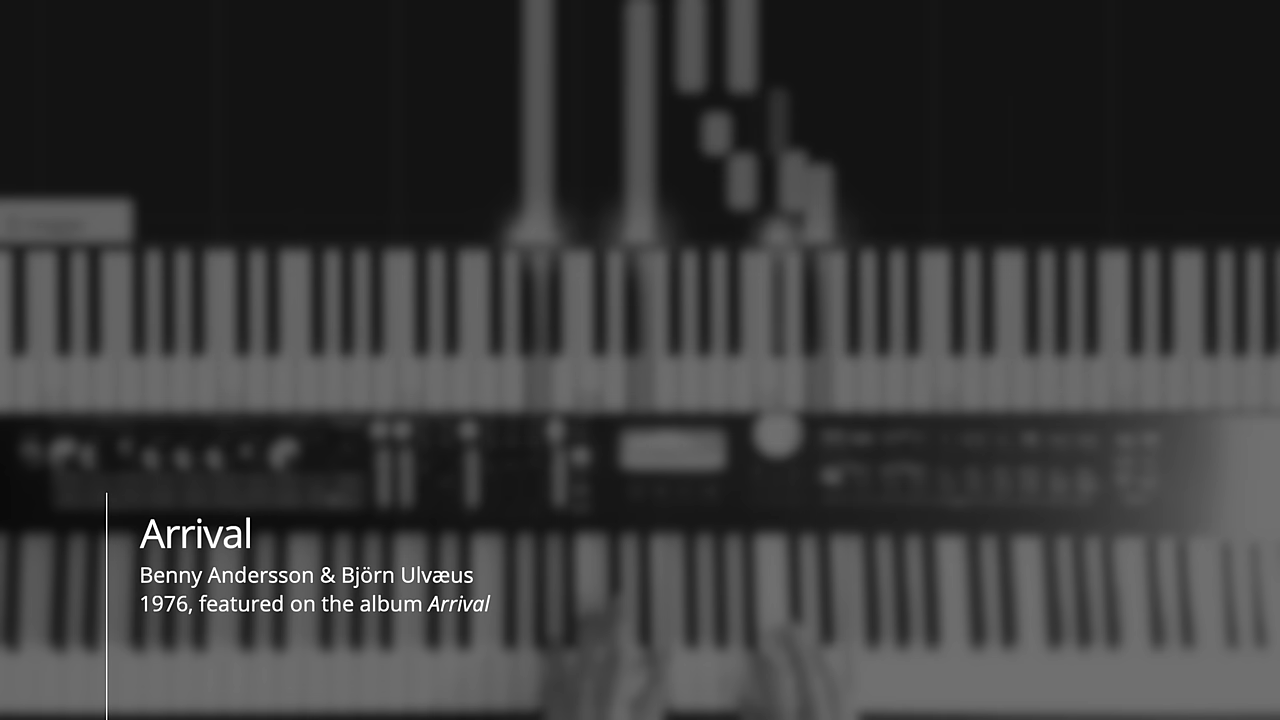 Arrival
Benny Andersson & Björn Ulvæus
1976, featured on the album Arrival